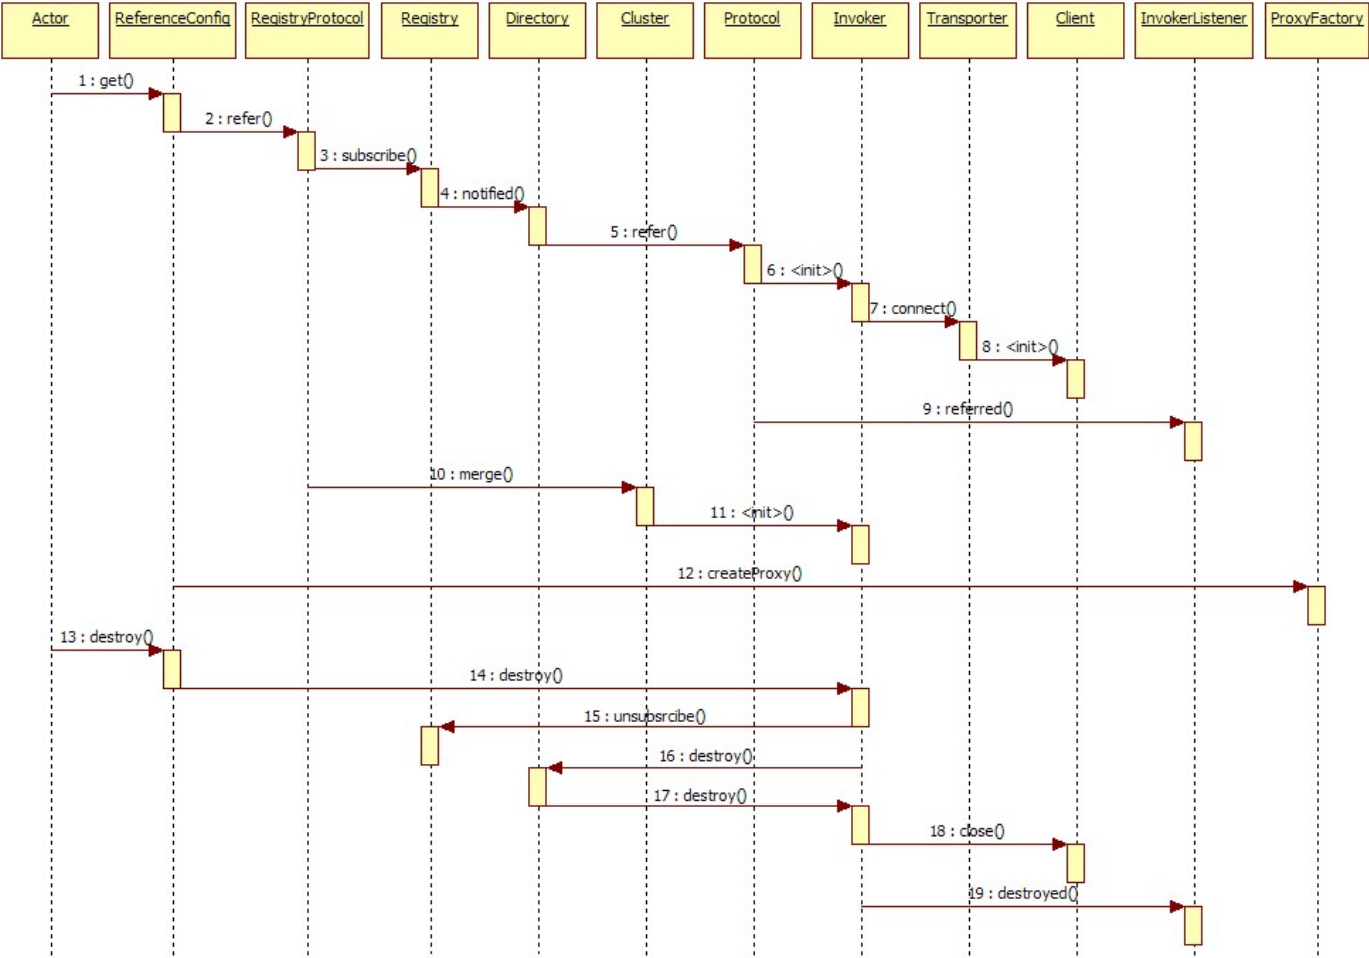 Actor
ReferenceConfig
RegistryProtocol
Registry
Directory
Cluster
Protocol
Invoker
Transporter
Client
InvokerListener
ProxyFactory
1 : get()
2 : refer()
3 : subscribe()
4 : notified()
5 : refer()
6 : <init>()
7 : connect()
8 : <init>()
9 : referred()
10 : merge()
11 : <init>()
12 : createProxy()
13 : destroy()
14 : destroy()
15 : unsubsrcibe()
16 : destroy()
17 : destroy()
18 : close()
19 : destroyed()